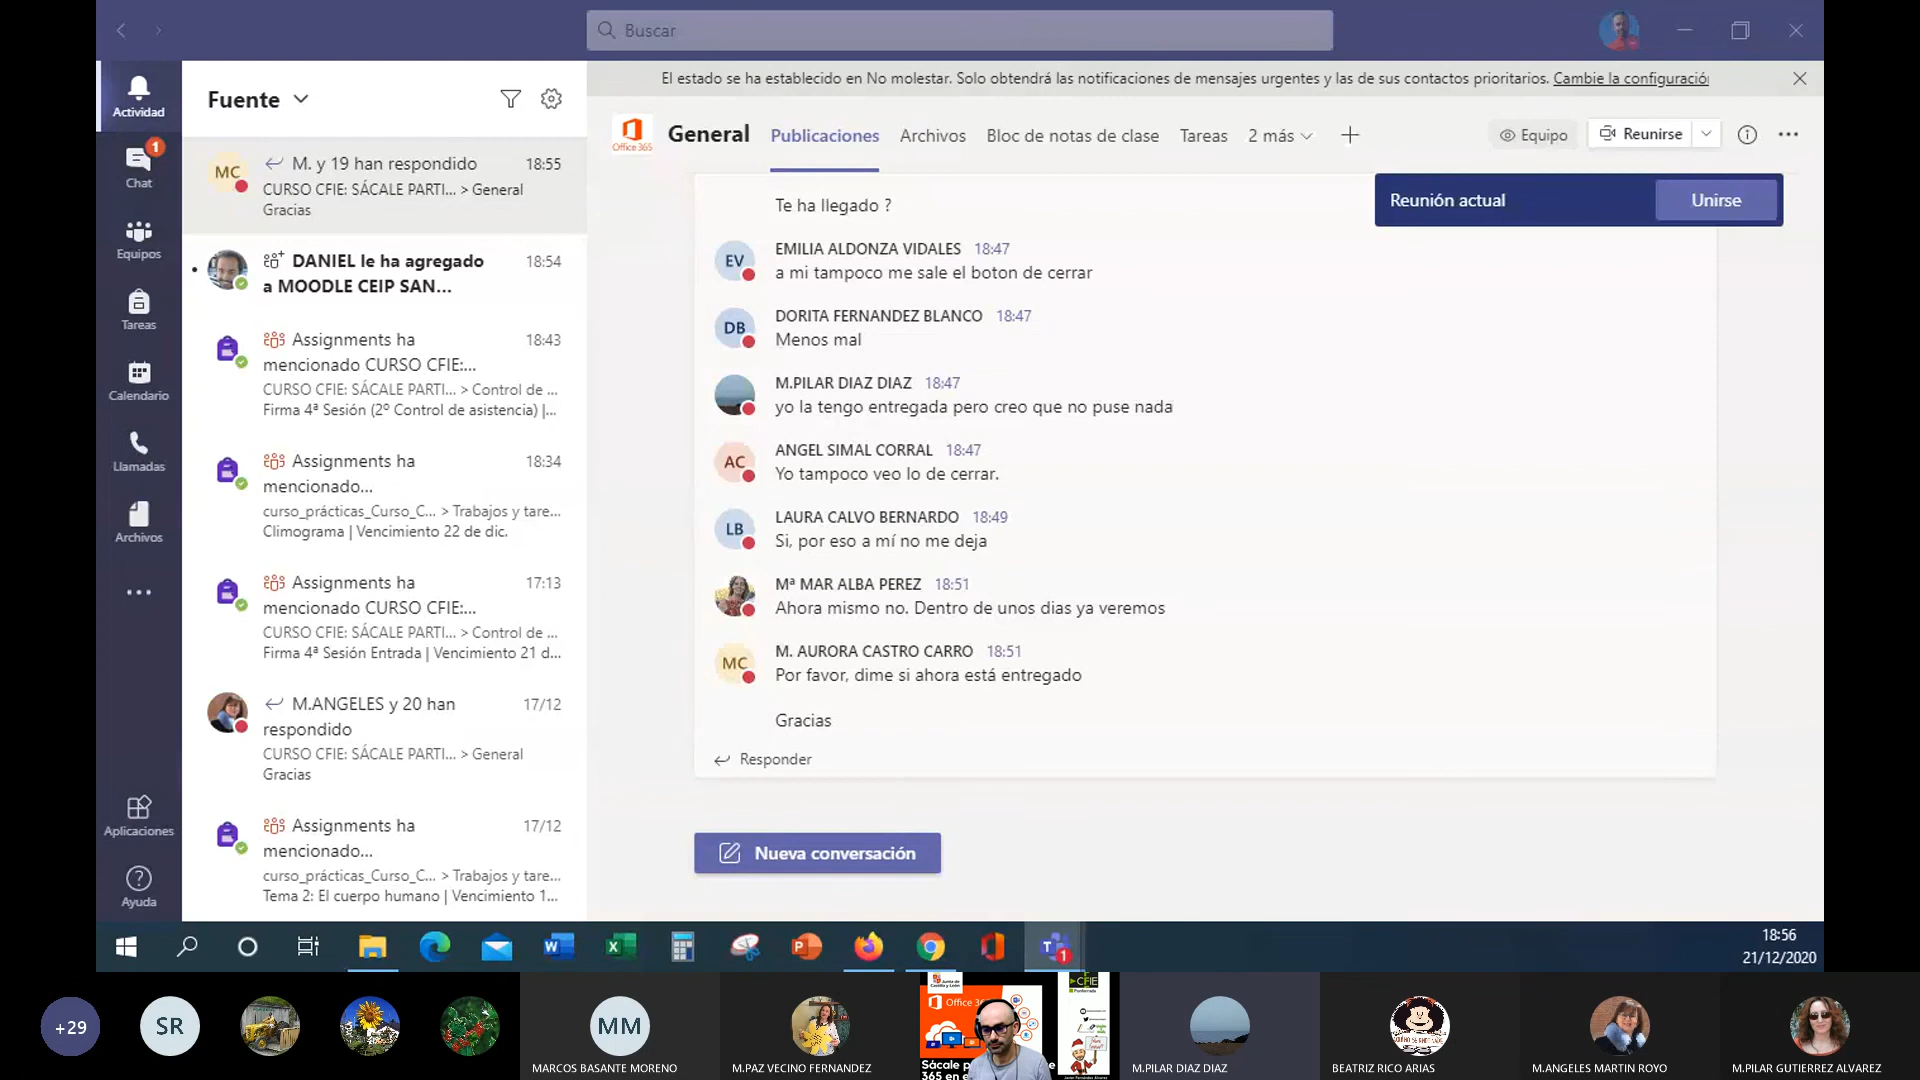 Buscar
El estado se ha establecido en No molestar. Solo obtendrá las notificaciones de mensajes urgentes y las de sus contactos prioritarios. Cambie la configuración
Actividad
1
Chat
Equipos
Tareas
Calendario
Llamadas
Archivos
Aplicaciones
Ayuda
Fuente
MC
M. y 19 han respondido 18:55
CURSO CFIE: SÁCALE PARTI... > General
Gracias
DANIEL le ha agregado 18:54
a MOODLE CEIP SAN...
Assignments ha 18:43
mencionado CURSO CFIE:...
CURSO CFIE: SÁCALE PARTI... > Control de ...
Firma 4ª Sesión (2º Control de asistencia) |...
Assignments ha 18:34
mencionado...
curso_prácticas_Curso_C... > Trabajos y tare...
Climograma | Vencimiento 22 de dic.
Assignments ha 17:13
mencionado CURSO CFIE:...
CURSO CFIE: SÁCALE PARTI... > Control de ...
Firma 4ª Sesión Entrada | Vencimiento 21 d...
M.ANGELES y 20 han 17/12
respondido
CURSO CFIE: SÁCALE PARTI... > General
Gracias
Assignments ha 17/12
mencionado...
curso_prácticas_Curso_C... > Trabajos y tare...
Tema 2: El cuerpo humano | Vencimiento 1...
Office 365
General Publicaciones Archivos Bloc de notas de clase Tareas 2 más
Equipo Reunirse
Reunión actual Unirse
Te ha llegado ?
EV
EMILIA ALDONZA VIDALES 18:47
a mi tampoco me sale el boton de cerrar
DB
DORITA FERNANDEZ BLANCO 18:47
Menos mal
M.PILAR DIAZ DIAZ 18:47
yo la tengo entregada pero creo que no puse nada
AC
ANGEL SIMAL CORRAL 18:47
Yo tampoco veo lo de cerrar.
LB
LAURA CALVO BERNARDO 18:49
Si, por eso a mí no me deja
Mª MAR ALBA PEREZ 18:51
Ahora mismo no. Dentro de unos dias ya veremos
MC
M. AURORA CASTRO CARRO 18:51
Por favor, dime si ahora está entregado
Gracias
Responder
Nueva conversación
18:56
21/12/2020
+29
SR
MM
MARCOS BASANTE MORENO
M.PAZ VECINO FERNANDEZ
Junta de
Castilla y León
Office 36
Sácale p
365 en e
CFIE
M.PILAR DIAZ DIAZ
BEATRIZ RICO ARIAS
M.ANGELES MARTIN ROYO
M.PILAR GUTIERREZ ALVAREZ